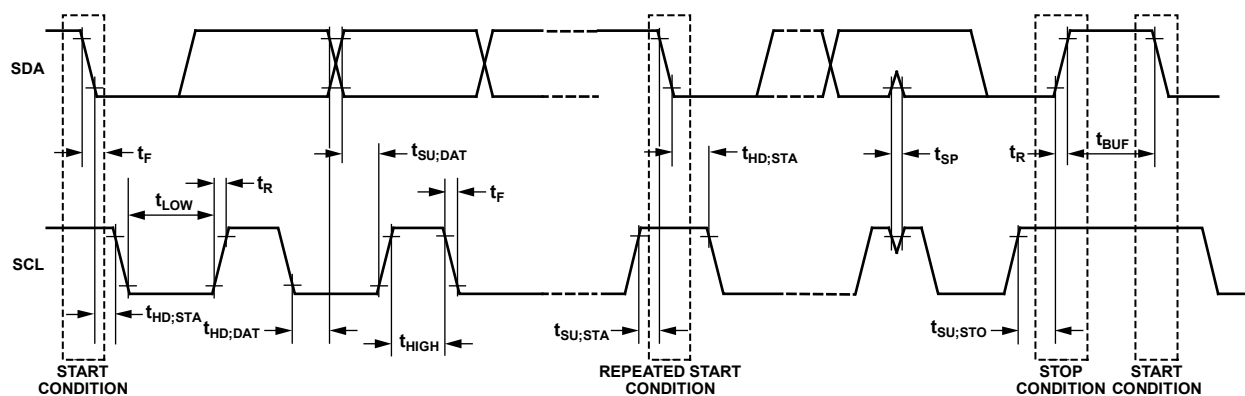 SDA
tF
tSU;DAT
tHD;STA
tSP
tR
tBUF
tLOW
tR
tF
SCL
tHD;STA
tHD;DAT
tHIGH
tSU;STA
tSU;STO
START
CONDITION
REPEATED START
CONDITION
STOP
CONDITION
START
CONDITION